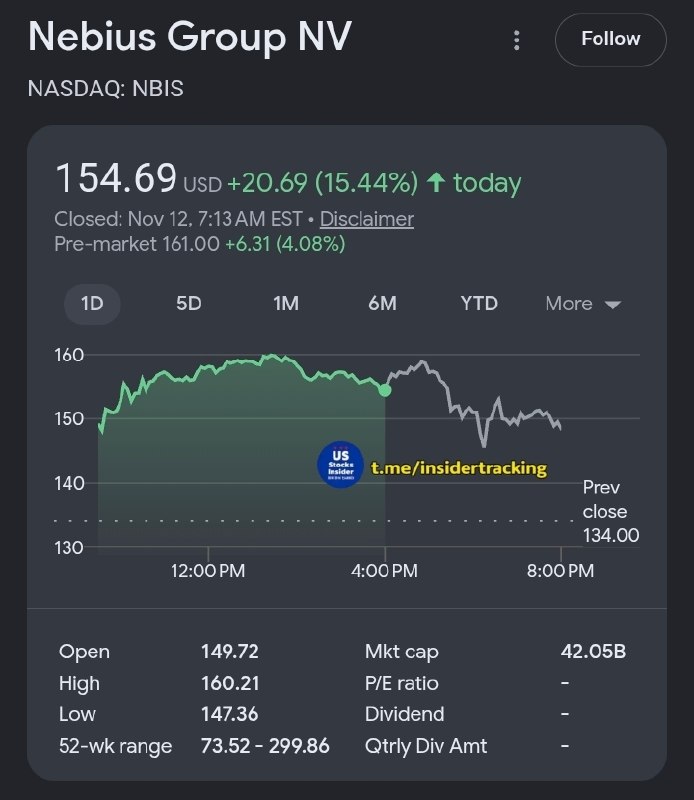 Nebius Group NV
Follow
NASDAQ: NBIS
154.69 USD +20.69 (15.44%) ↑ today
Closed: Nov 12, 7:13 AM EST • Disclaimer
Pre-market 161.00 +6.31 (4.08%)
1D 5D 1M 6M YTD More
160
150
US
Stocks
Insider
t.me/insidertracking
140
Prev
close
134.00
130
12:00 PM 4:00 PM 8:00 PM
Open 149.72 Mkt cap 42.05B
High 160.21 P/E ratio -
Low 147.36 Dividend -
52-wk range 73.52 - 299.86 Qtrly Div Amt -